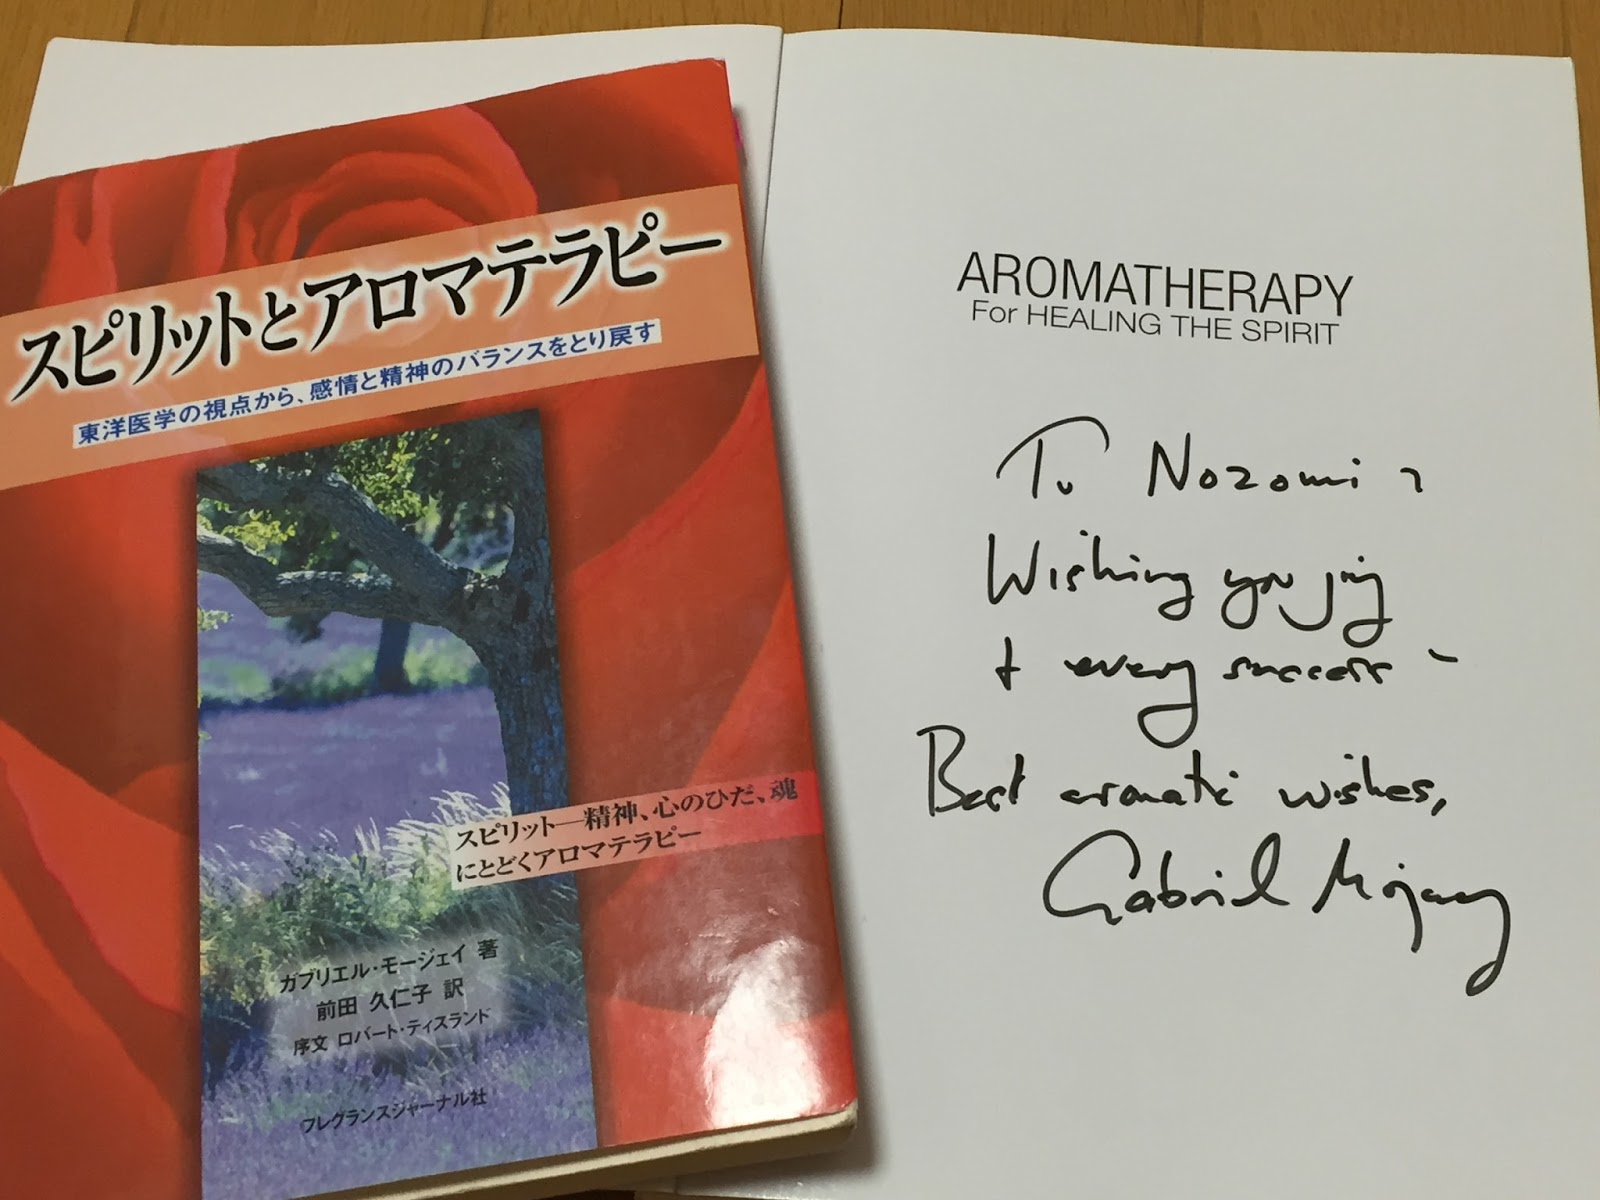 スピリットとアロマテラピー
東洋医学の視点から、感情と精神のバランスをとり戻す
スピリット―精神、心のひだ、魂
にとどくアロマテラピー
ガブリエル・モージェイ 著
前田 久仁子 訳
序文 ロバート・ティスランド
フレグランスジャーナル社
AROMATHERAPY
For HEALING THE SPIRIT
To Nozomi -
Wishing you joy
+ every success -
Best aromatic wishes,
Gabriel Mojay